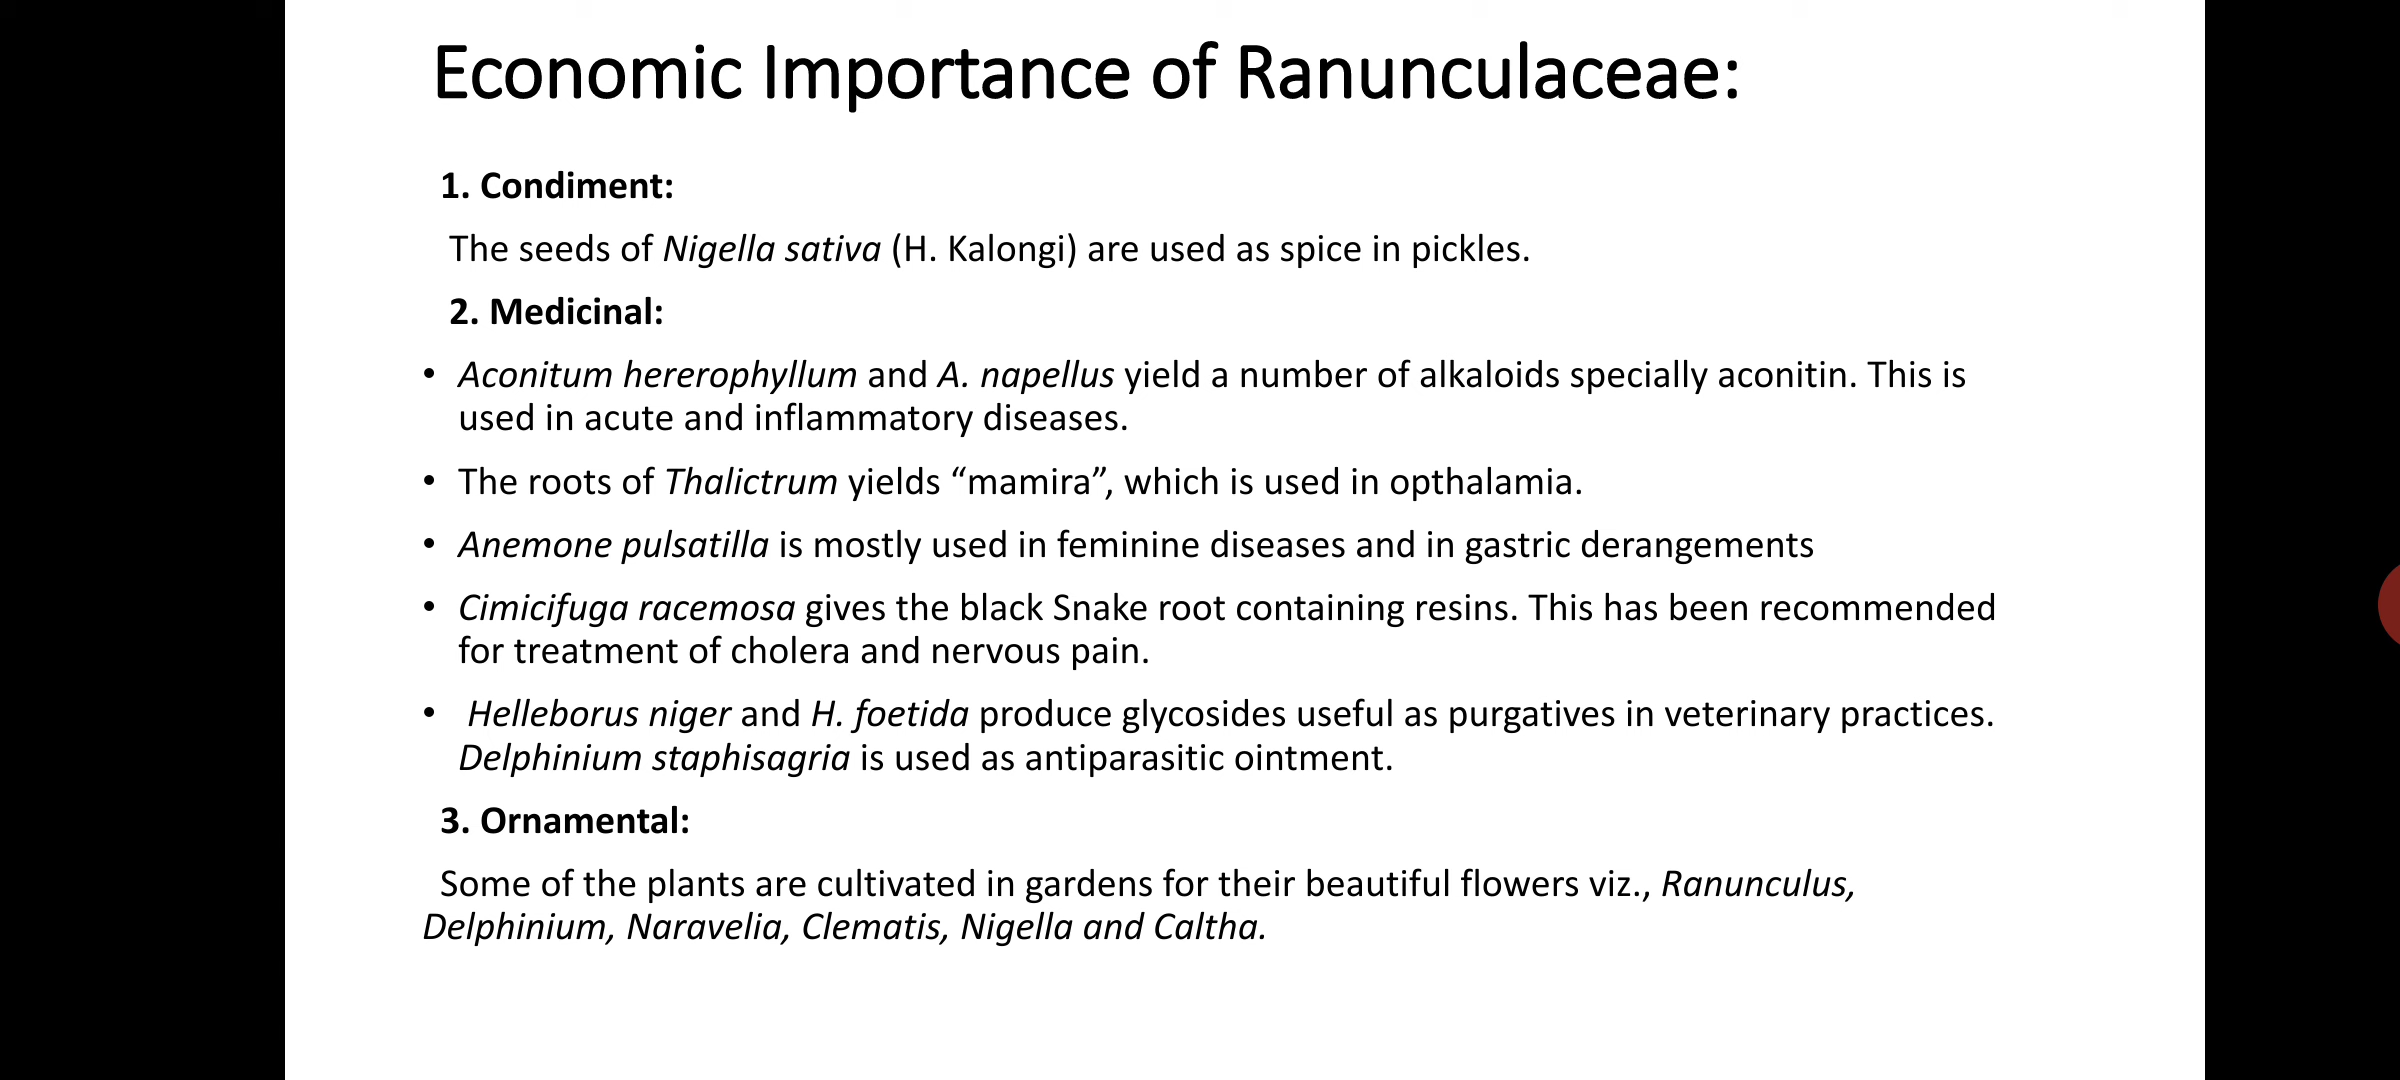 Economic Importance of Ranunculaceae:
1. Condiment:
The seeds of Nigella sativa (H. Kalongi) are used as spice in pickles.
2. Medicinal:
• Aconitum hererophyllum and A. napellus yield a number of alkaloids specially aconitin. This is
used in acute and inflammatory diseases.
• The roots of Thalictrum yields “mamira”, which is used in opthalamia.
• Anemone pulsatilla is mostly used in feminine diseases and in gastric derangements
• Cimicifuga racemosa gives the black Snake root containing resins. This has been recommended
for treatment of cholera and nervous pain.
• Helleborus niger and H. foetida produce glycosides useful as purgatives in veterinary practices.
Delphinium staphisagria is used as antiparasitic ointment.
3. Ornamental:
Some of the plants are cultivated in gardens for their beautiful flowers viz., Ranunculus,
Delphinium, Naravelia, Clematis, Nigella and Caltha.